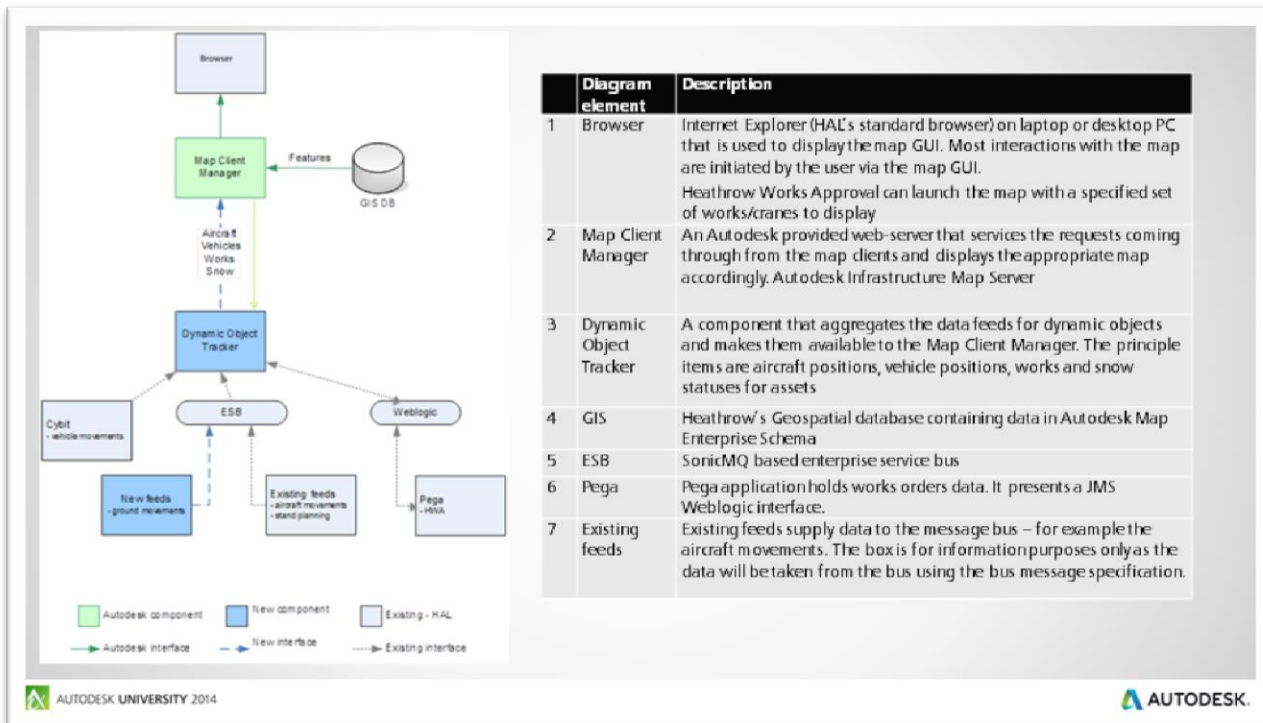 Browser
Map Client
Manager
Features
GIS DB
Aircraft
Vehicles
Works
Snow
Dynamic Object
Tracker
Cybit
- vehicle movements
ESB
Weblogic
New feeds
- ground movements
Existing feeds
- aircraft movements
- stand planning
Pega
- HWA
Autodesk component
New component
Existing - HAL
Autodesk interface
New interface
Existing interface
Diagram element Description
1 Browser Internet Explorer (HAL's standard browser) on laptop or desktop PC
that is used to display the map GUI. Most interactions with the map
are initiated by the user via the map GUI.
Heathrow Works Approval can launch the map with a specified set
of works/cranes to display
2 Map Client Manager An Autodesk provided web-server that services the requests coming
through from the map clients and displays the appropriate map
accordingly. Autodesk Infrastructure Map Server
3 Dynamic Object Tracker A component that aggregates the data feeds for dynamic objects
and makes them available to the Map Client Manager. The principle
items are aircraft positions, vehicle positions, works and snow
statuses for assets
4 GIS Heathrow's Geospatial database containing data in Autodesk Map
Enterprise Schema
5 ESB SonicMQ based enterprise service bus
6 Pega Pega application holds works orders data. It presents a JMS
Weblogic interface.
7 Existing feeds Existing feeds supply data to the message bus – for example the
aircraft movements. The box is for information purposes only as the
data will be taken from the bus using the bus message specification.
AUTODESK UNIVERSITY 2014
AUTODESK.